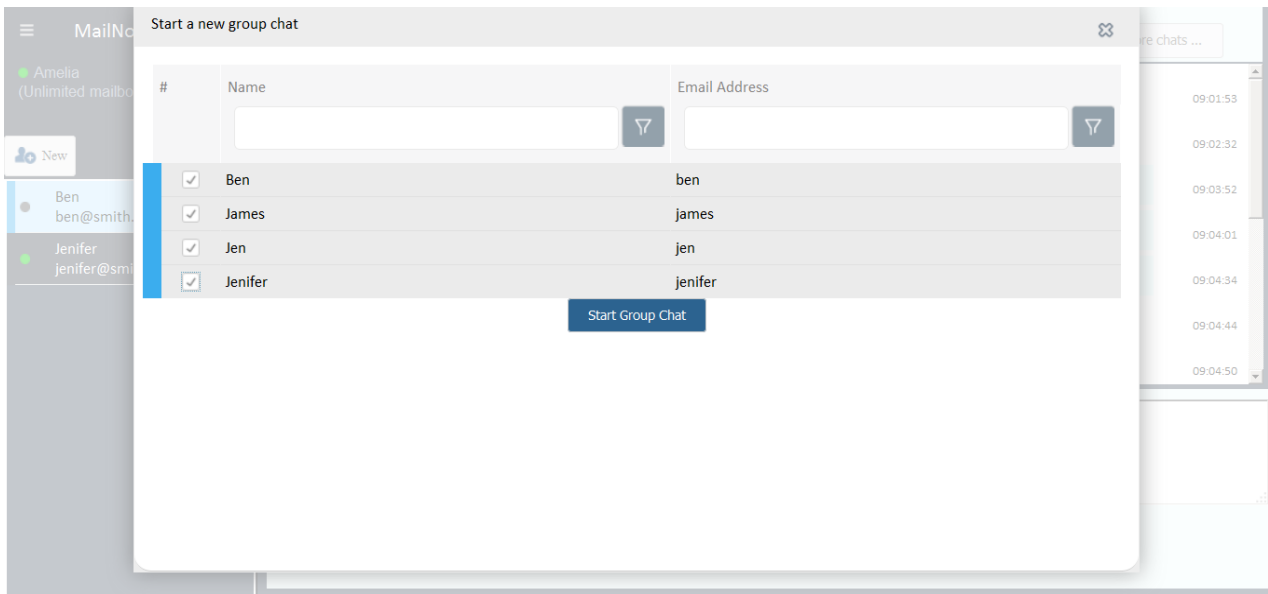 Start a new group chat
MailNo
re chats ...
Amelia
(Unlimited mailbo
New
Ben
ben@smith.
Jenifer
jenifer@smi
# Name Email Address
Ben ben
James james
Jen jen
Jenifer jenifer
Start Group Chat
09:01:53
09:02:32
09:03:52
09:04:01
09:04:34
09:04:44
09:04:50